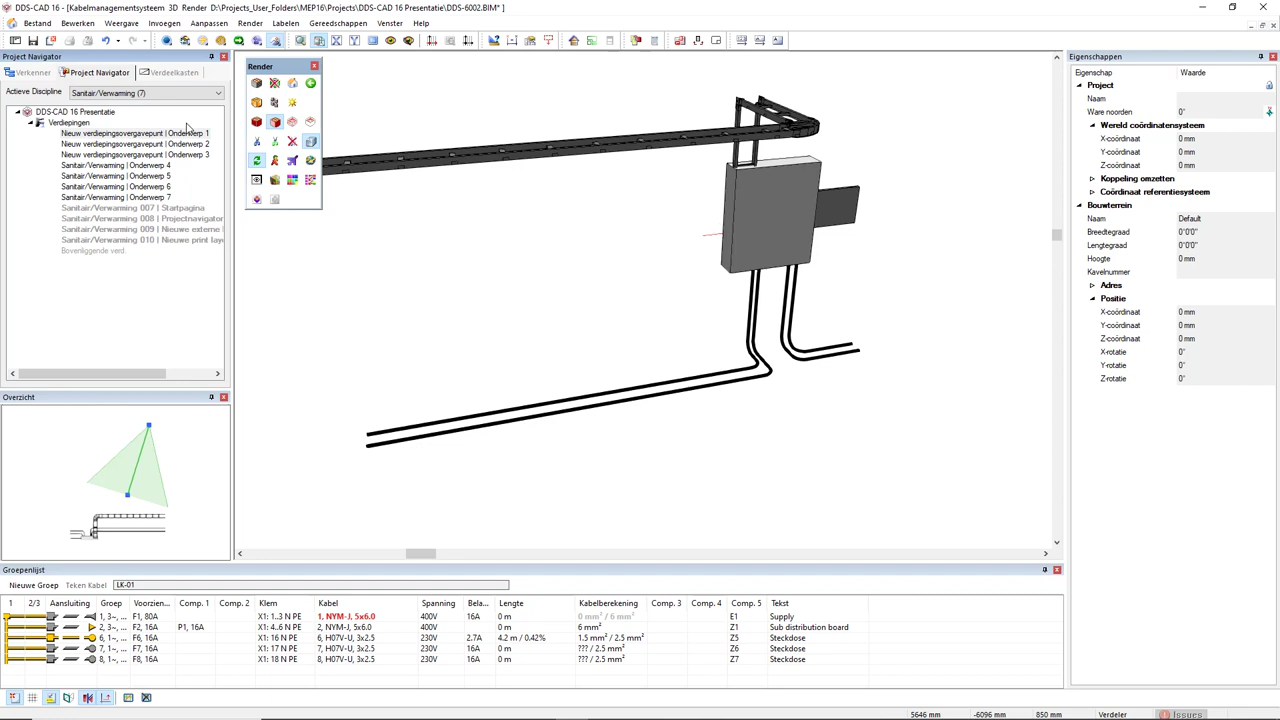 DDS-CAD 16 - [Kabelmanagementsysteem  3D  Render  D:\Projects_User_Folders\MEP16\Projects\DDS-CAD 16 Presentatie\DDS-6002.BIM* ]
Bestand Bewerken Weergave Invoegen Aanpassen Render Labelen Gereedschappen Venster Help
Project Navigator
Verkenner Project Navigator Verdeelkasten
Actieve Discipline Sanitair/Verwarming (7)
DDS-CAD 16 Presentatie
Verdiepingen
Nieuw verdiepingsovergavepunt | Onderwerp 1
Nieuw verdiepingsovergavepunt | Onderwerp 2
Nieuw verdiepingsovergavepunt | Onderwerp 3
Sanitair/Verwarming | Onderwerp 4
Sanitair/Verwarming | Onderwerp 5
Sanitair/Verwarming | Onderwerp 6
Sanitair/Verwarming | Onderwerp 7
Sanitair/Verwarming 007 | Startpagina
Sanitair/Verwarming 008 | Projectnavigator
Sanitair/Verwarming 009 | Nieuwe externe
Sanitair/Verwarming 010 | Nieuwe print lay
Bovenliggende verd.
Overzicht
Render
Eigenschappen
Eigenschap Waarde
Project
Naam
Ware noorden 0°
Wereld coördinatensysteem
X-coördinaat 0 mm
Y-coördinaat 0 mm
Z-coördinaat 0 mm
Koppeling omzetten
Coördinaat referentiesysteem
Bouwterrein
Naam Default
Breedtegraad 0°0'0"
Lengtegraad 0°0'0"
Hoogte 0 mm
Kavelnummer
Adres
Positie
X-coördinaat 0 mm
Y-coördinaat 0 mm
Z-coördinaat 0 mm
X-rotatie 0°
Y-rotatie 0°
Z-rotatie 0°
Groepenlijst
Nieuwe Groep Teken Kabel LK-01
1 2/3 Aansluiting Groep Voorzien... Comp. 1 Comp. 2 Klem Kabel Spanning Bela... Lengte Kabelberekening Comp. 3 Comp. 4 Comp. 5 Tekst
1, 3~, ... F1, 80A X1: 1..3 N PE 1, NYM-J, 5x6.0 400V 16A 0 m 0 mm² / 6 mm² E1 Supply
2, 3~, ... F2, 16A P1, 16A X1: 4..6 N PE 2, NYM-J, 5x6.0 400V 0 m 6 mm² Z1 Sub distribution board
6, 1~, ... F6, 16A X1: 16 N PE 6, H07V-U, 3x2.5 230V 2.7A 4.2 m / 0.42% 1.5 mm² / 2.5 mm² Z5 Steckdose
7, 1~, ... F7, 16A X1: 17 N PE 7, H07V-U, 3x2.5 230V 16A 0 m ??? / 2.5 mm² Z6 Steckdose
8, 1~, ... F8, 16A X1: 18 N PE 8, H07V-U, 3x2.5 230V 16A 0 m ??? / 2.5 mm² Z7 Steckdose
5646 mm -6096 mm 850 mm Verdeler Issues